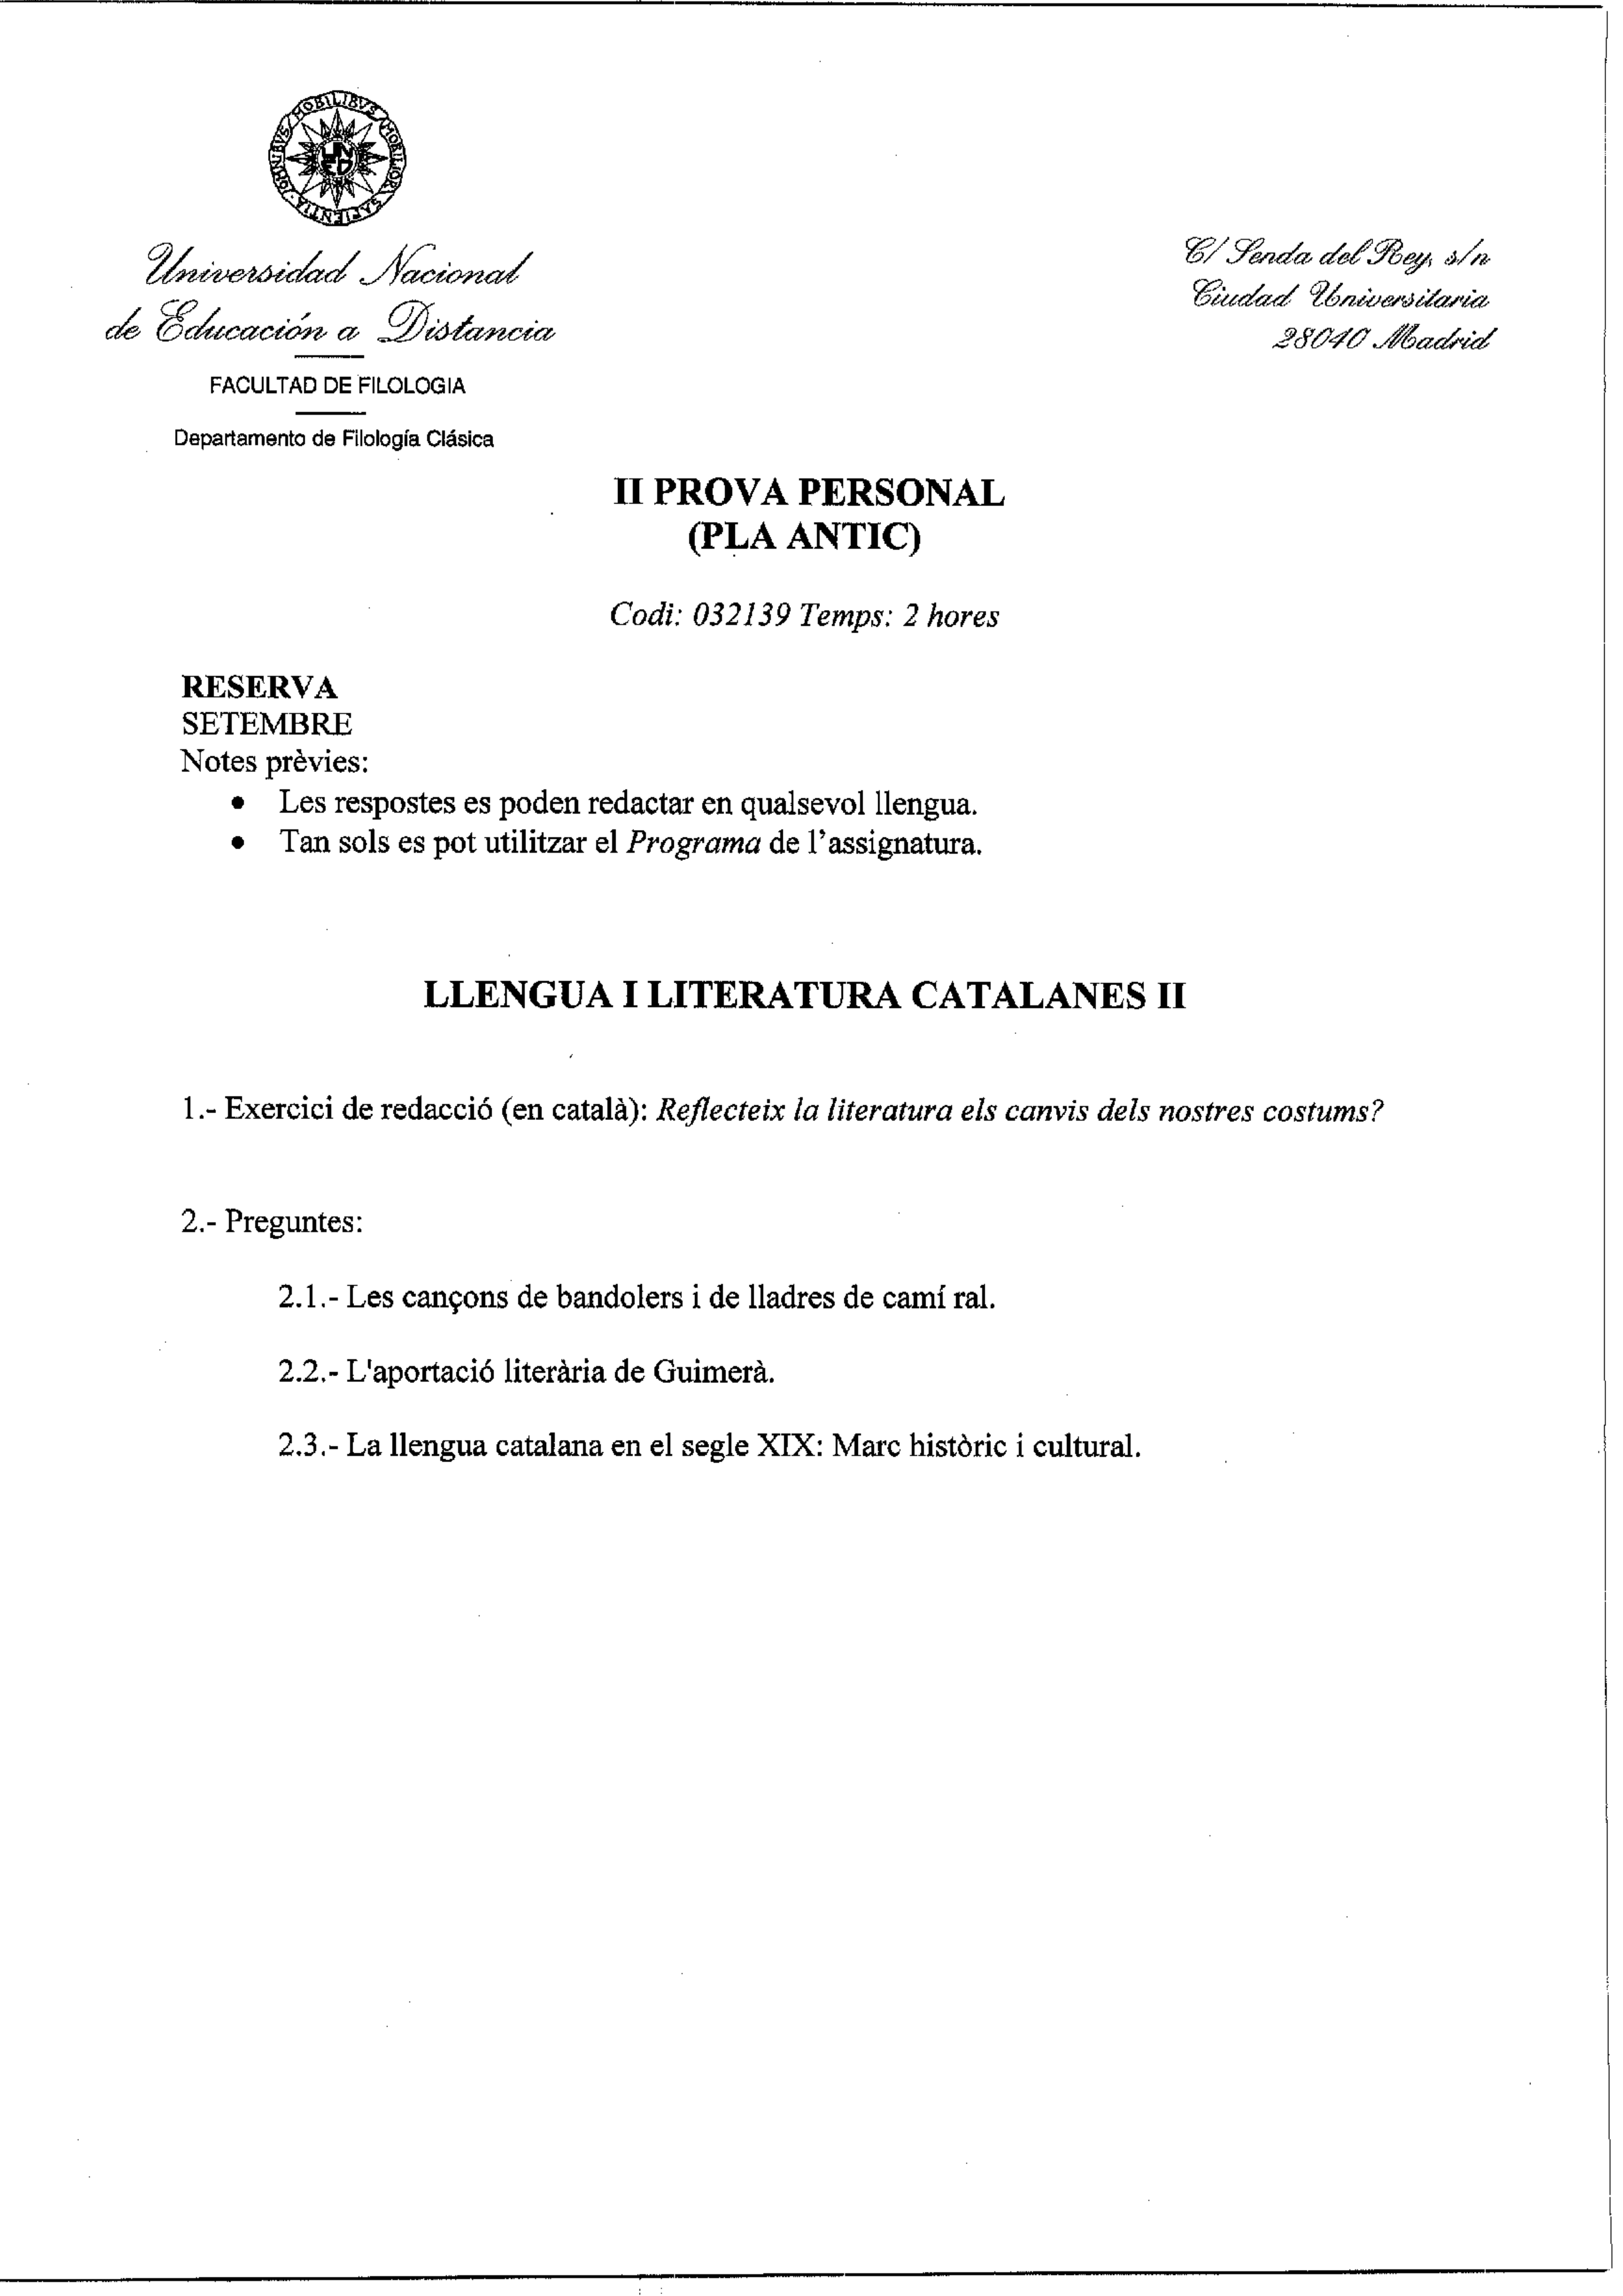 OMNIBVS MOBILIBVS MOBILIOR SAPIENTIA
UN
ED
Universidad Nacional
de Educación a Distancia
C/ Senda del Rey, s/n
Ciudad Universitaria
28040 Madrid
FACULTAD DE FILOLOGIA
Departamento de Filología Clásica
II PROVA PERSONAL
(PLA ANTIC)
Codi: 032139 Temps: 2 hores
RESERVA
SETEMBRE
Notes prèvies:
• Les respostes es poden redactar en qualsevol llengua.
• Tan sols es pot utilitzar el Programa de l'assignatura.
LLENGUA I LITERATURA CATALANES II
1.- Exercici de redacció (en català): Reflecteix la literatura els canvis dels nostres costums?
2.- Preguntes:
2.1.- Les cançons de bandolers i de lladres de camí ral.
2.2.- L'aportació literària de Guimerà.
2.3.- La llengua catalana en el segle XIX: Marc històric i cultural.